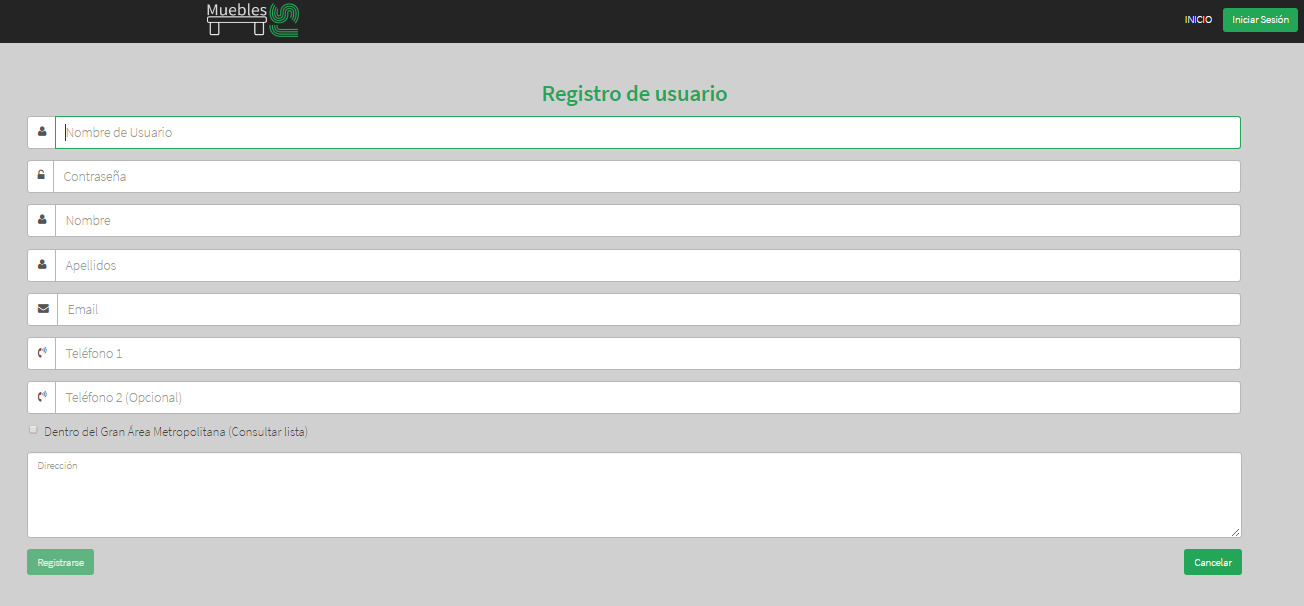 Muebles
INICIO
Iniciar Sesión
Registro de usuario
Nombre de Usuario
Contraseña
Nombre
Apellidos
Email
Teléfono 1
Teléfono 2 (Opcional)
Dentro del Gran Área Metropolitana (Consultar lista)
Dirección
Registrarse
Cancelar